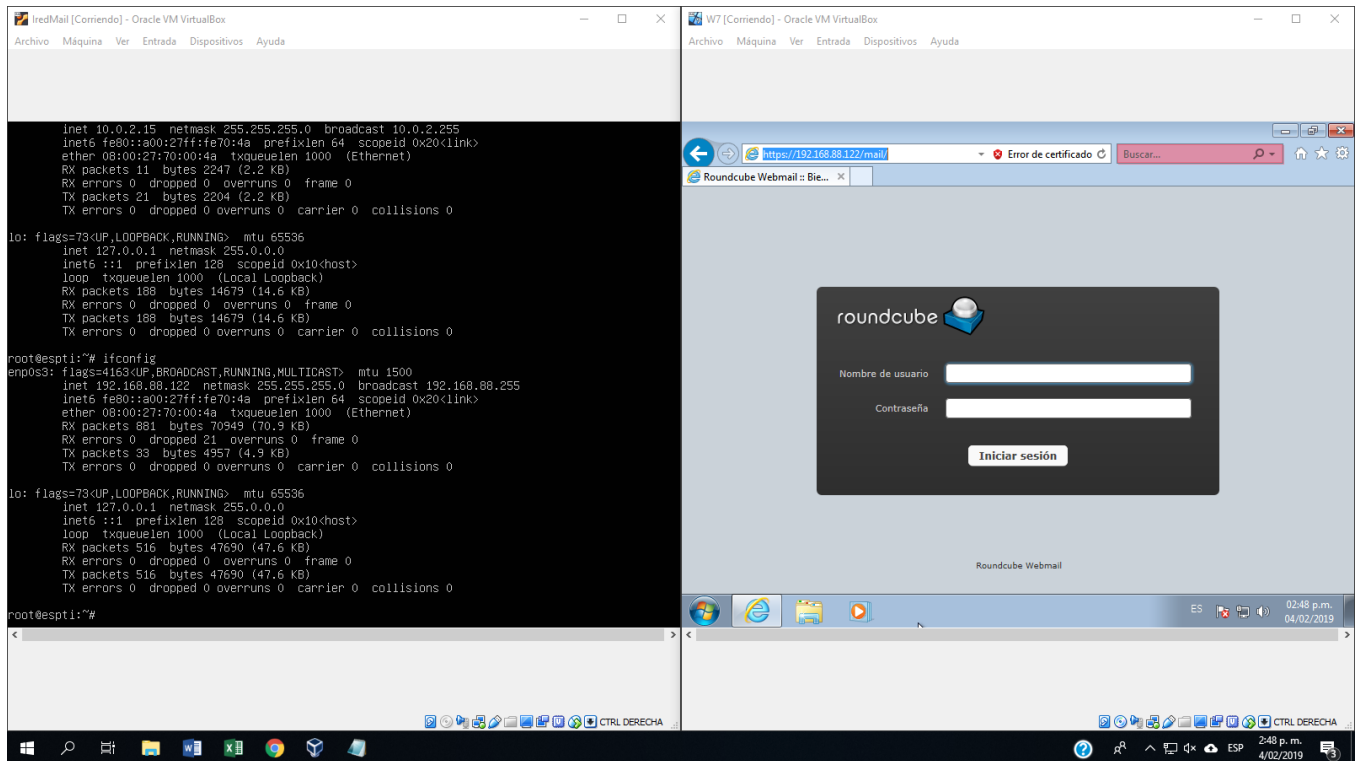 IredMail [Corriendo] - Oracle VM VirtualBox
Archivo Máquina Ver Entrada Dispositivos Ayuda
inet 10.0.2.15 netmask 255.255.255.0 broadcast 10.0.2.255
inet6 fe80::a00:27ff:fe70:4a prefixlen 64 scopeid 0x20<link>
ether 08:00:27:70:00:4a txqueuelen 1000 (Ethernet)
RX packets 11 bytes 2247 (2.2 KB)
RX errors 0 dropped 0 overruns 0 frame 0
TX packets 21 bytes 2204 (2.2 KB)
TX errors 0 dropped 0 overruns 0 carrier 0 collisions 0
lo: flags=73<UP,LOOPBACK,RUNNING> mtu 65536
inet 127.0.0.1 netmask 255.0.0.0
inet6 ::1 prefixlen 128 scopeid 0x10<host>
loop txqueuelen 1000 (Local Loopback)
RX packets 188 bytes 14679 (14.6 KB)
RX errors 0 dropped 0 overruns 0 frame 0
TX packets 188 bytes 14679 (14.6 KB)
TX errors 0 dropped 0 overruns 0 carrier 0 collisions 0
root@espti:~# ifconfig
enp0s3: flags=4163<UP,BROADCAST,RUNNING,MULTICAST> mtu 1500
inet 192.168.88.122 netmask 255.255.255.0 broadcast 192.168.88.255
inet6 fe80::a00:27ff:fe70:4a prefixlen 64 scopeid 0x20<link>
ether 08:00:27:70:00:4a txqueuelen 1000 (Ethernet)
RX packets 881 bytes 70949 (70.9 KB)
RX errors 0 dropped 21 overruns 0 frame 0
TX packets 33 bytes 4957 (4.9 KB)
TX errors 0 dropped 0 overruns 0 carrier 0 collisions 0
lo: flags=73<UP,LOOPBACK,RUNNING> mtu 65536
inet 127.0.0.1 netmask 255.0.0.0
inet6 ::1 prefixlen 128 scopeid 0x10<host>
loop txqueuelen 1000 (Local Loopback)
RX packets 516 bytes 47690 (47.6 KB)
RX errors 0 dropped 0 overruns 0 frame 0
TX packets 516 bytes 47690 (47.6 KB)
TX errors 0 dropped 0 overruns 0 carrier 0 collisions 0
root@espti:~#
CTRL DERECHA
W7 [Corriendo] - Oracle VM VirtualBox
Archivo Máquina Ver Entrada Dispositivos Ayuda
https://192.168.88.122/mail/ Error de certificado Buscar...
Roundcube Webmail :: Bie...
roundcube
Nombre de usuario
Contraseña
Iniciar sesión
Roundcube Webmail
ES 02:48 p.m.
04/02/2019
CTRL DERECHA
ESP 2:48 p. m.
4/02/2019
3